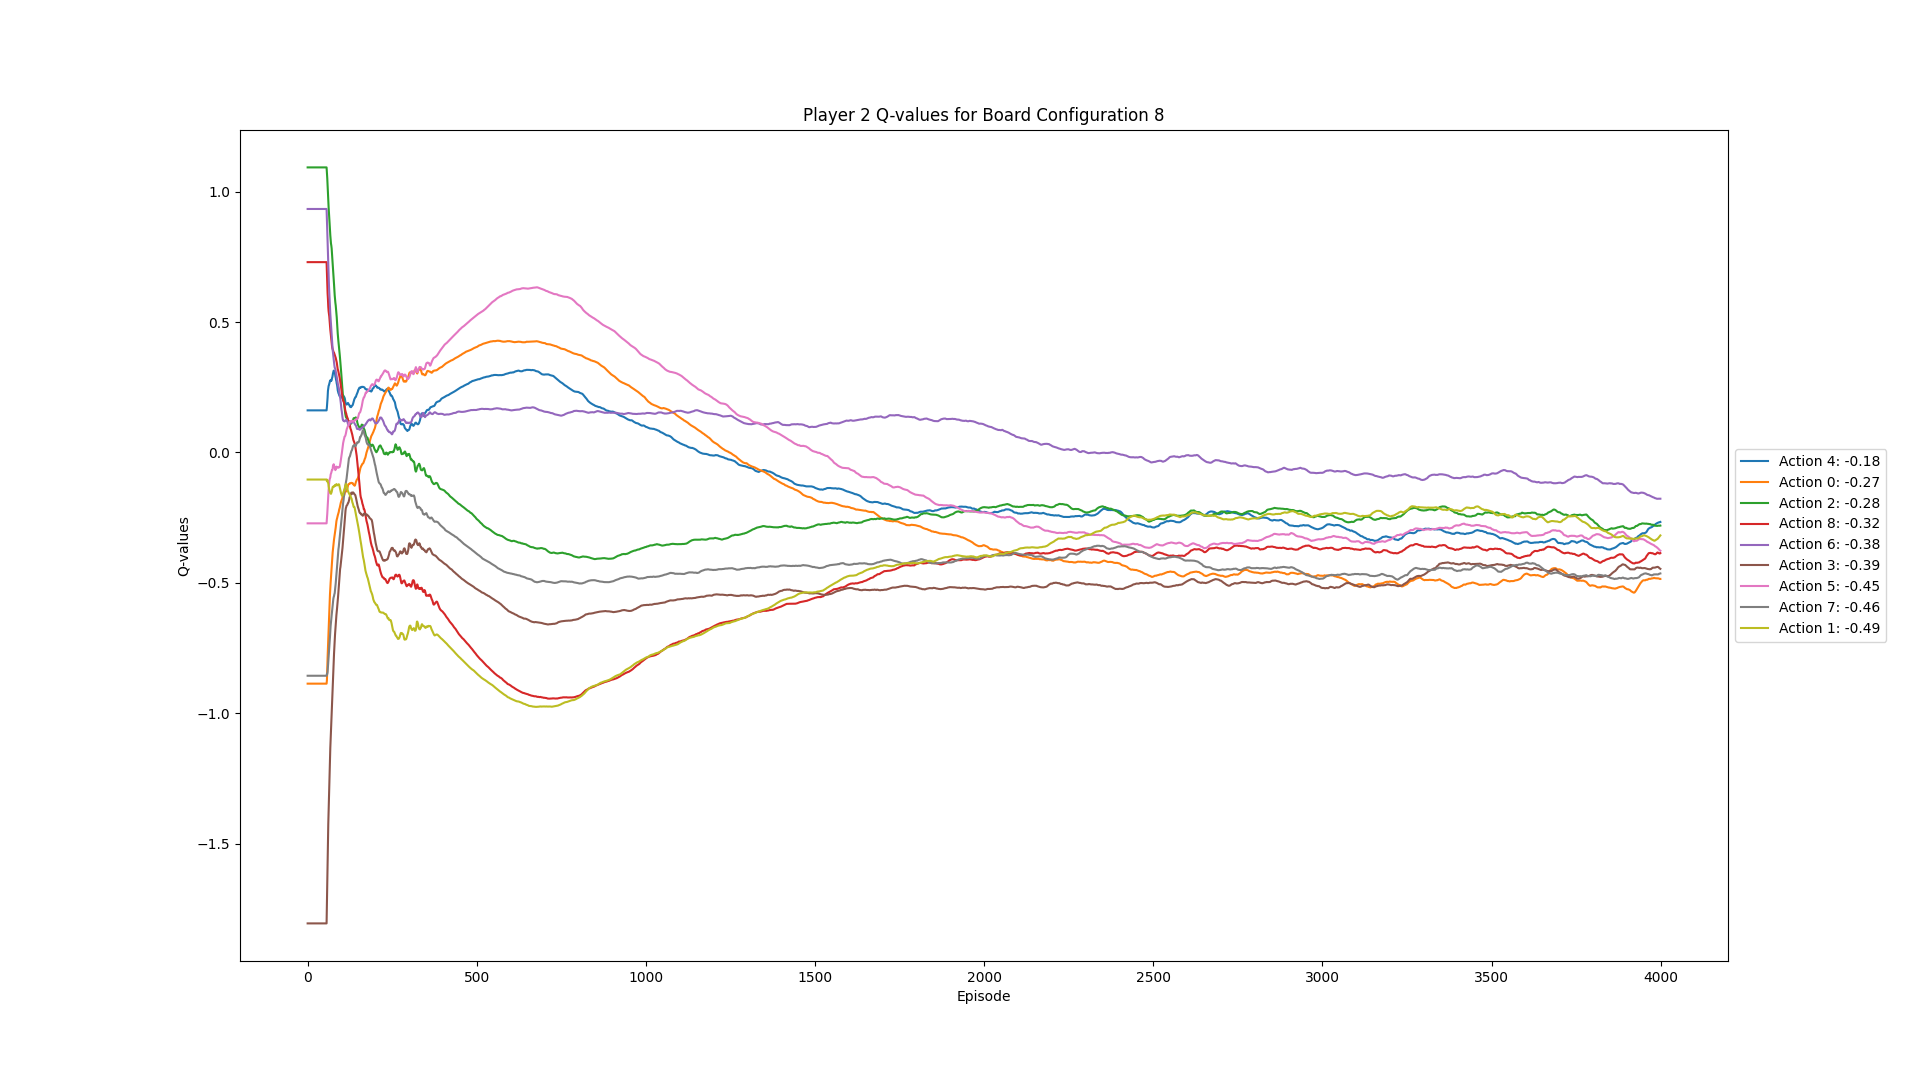 Player 2 Q-values for Board Configuration 8
1.0
0.5
0.0
−0.5
−1.0
−1.5
Q-values
0
500
1000
1500
2000
2500
3000
3500
4000
Episode
Action 4: -0.18
Action 0: -0.27
Action 2: -0.28
Action 8: -0.32
Action 6: -0.38
Action 3: -0.39
Action 5: -0.45
Action 7: -0.46
Action 1: -0.49